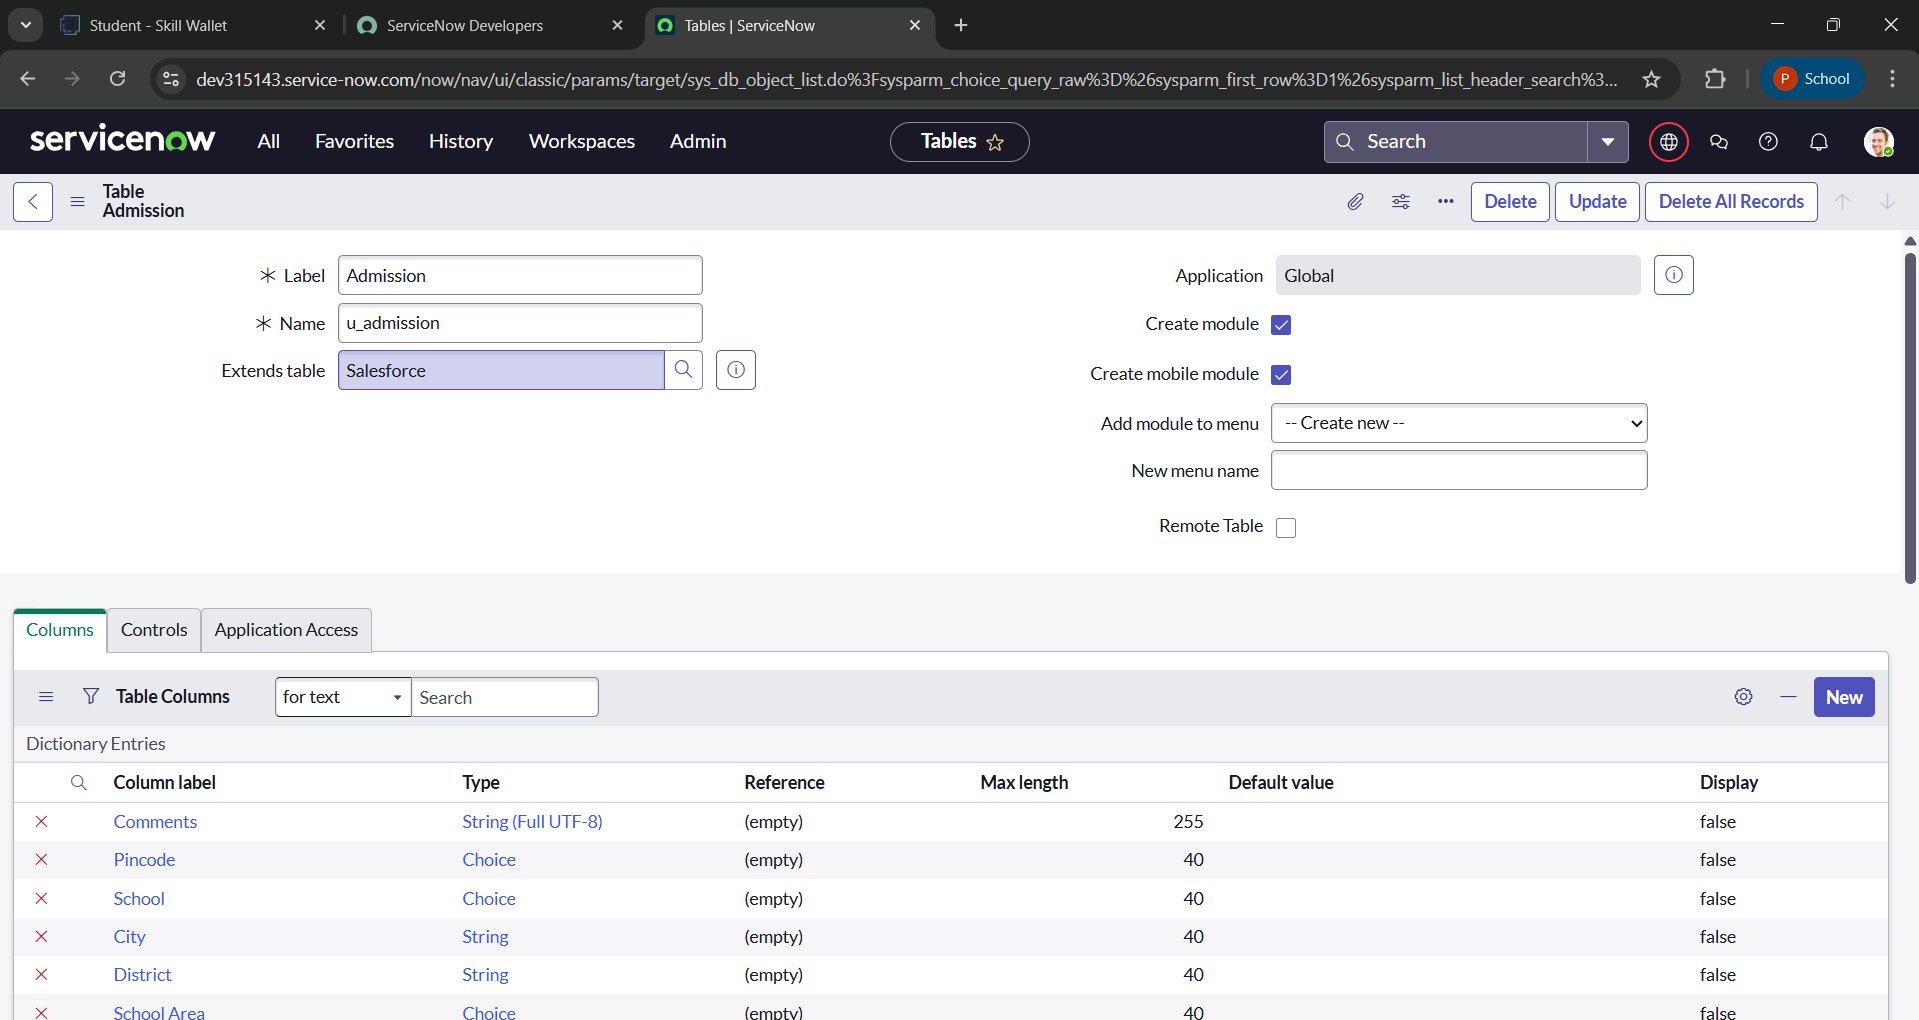 Student - Skill Wallet
ServiceNow Developers
Tables | ServiceNow
dev315143.service-now.com/now/nav/ui/classic/params/target/sys_db_object_list.do%3Fsysparm_choice_query_raw%3D%26sysparm_first_row%3D1%26sysparm_list_header_search%3...
P School
servicenow
All
Favorites
History
Workspaces
Admin
Tables
Search
Table
Admission
Delete
Update
Delete All Records
Label
Admission
Application
Global
Name
u_admission
Create module
Extends table
Salesforce
Create mobile module
Add module to menu
-- Create new --
New menu name
Remote Table
Columns
Controls
Application Access
Table Columns
for text
Search
New
Dictionary Entries
Column label Type Reference Max length Default value Display
Comments String (Full UTF-8) (empty) 255 false
Pincode Choice (empty) 40 false
School Choice (empty) 40 false
City String (empty) 40 false
District String (empty) 40 false
School Area Choice (empty) 40 false